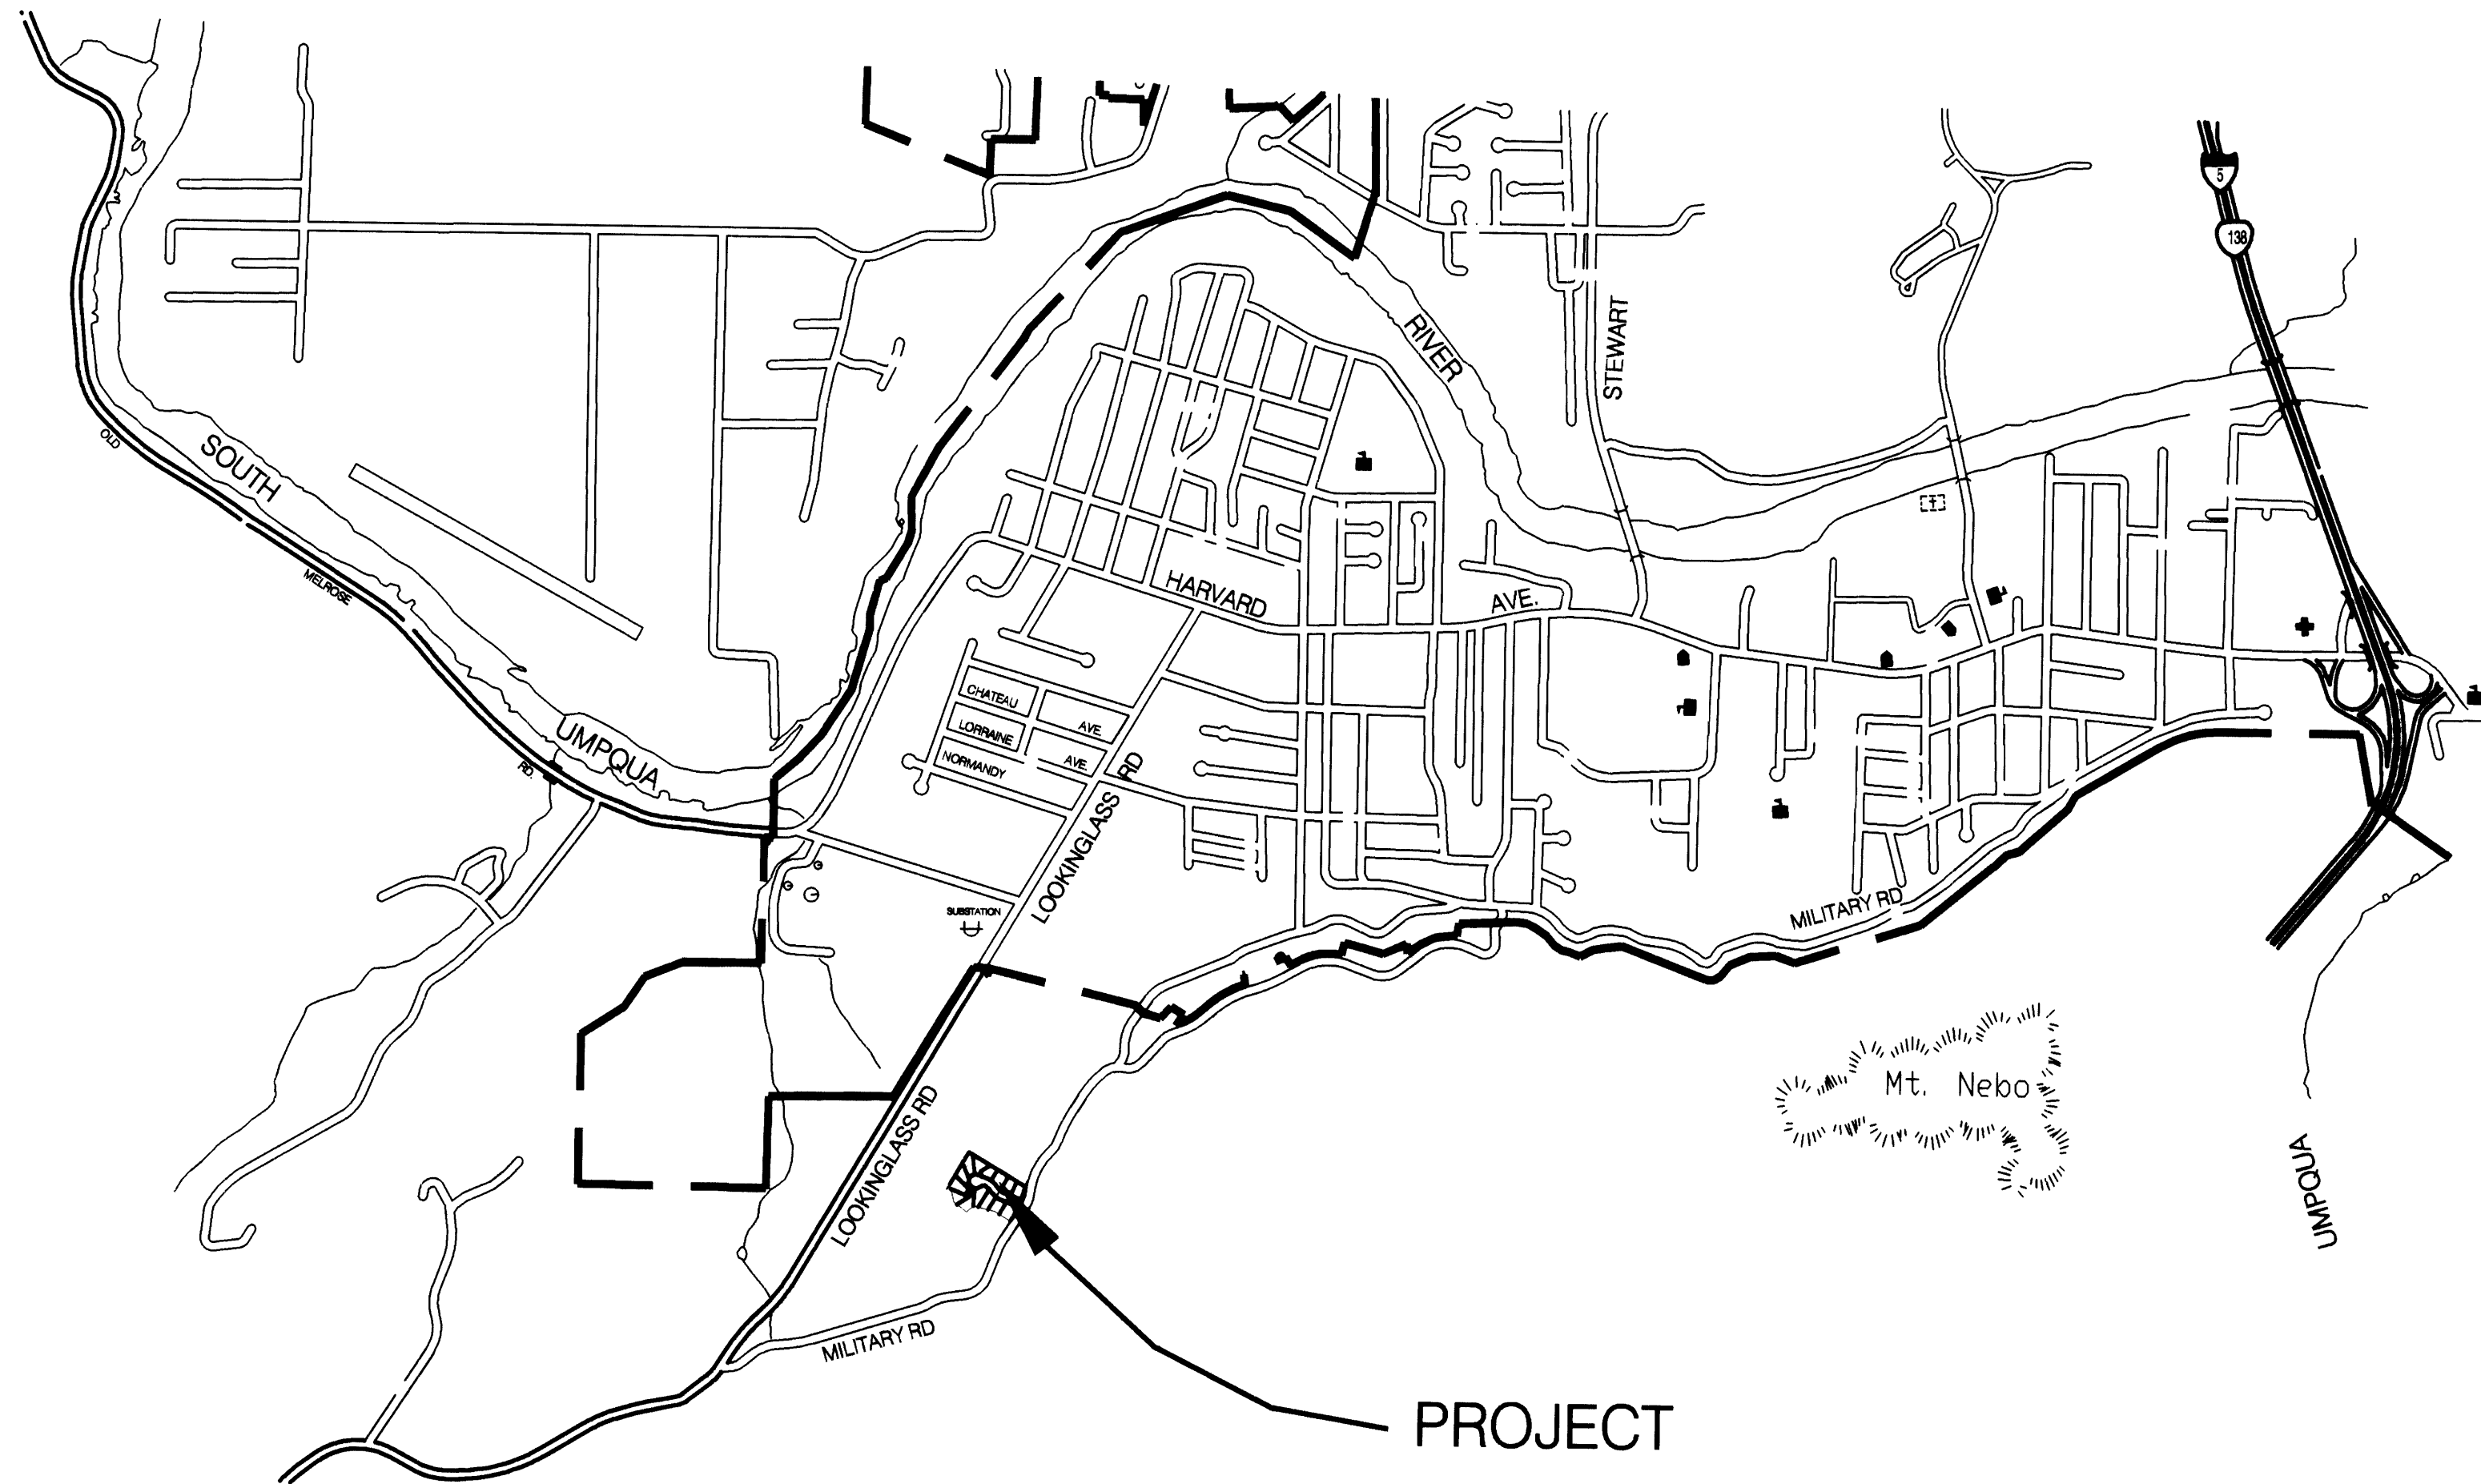 5
138
RIVER
STEWART
OLD
SOUTH
MELROSE
HARVARD
AVE.
CHATEAU
AVE.
LORRAINE
AVE.
NORMANDY
UMPQUA
RD.
LOOKINGLASS RD
SUBSTATION
MILITARY RD
Mt. Nebo
LOOKINGLASS RD
UMPQUA
MILITARY RD
PROJECT